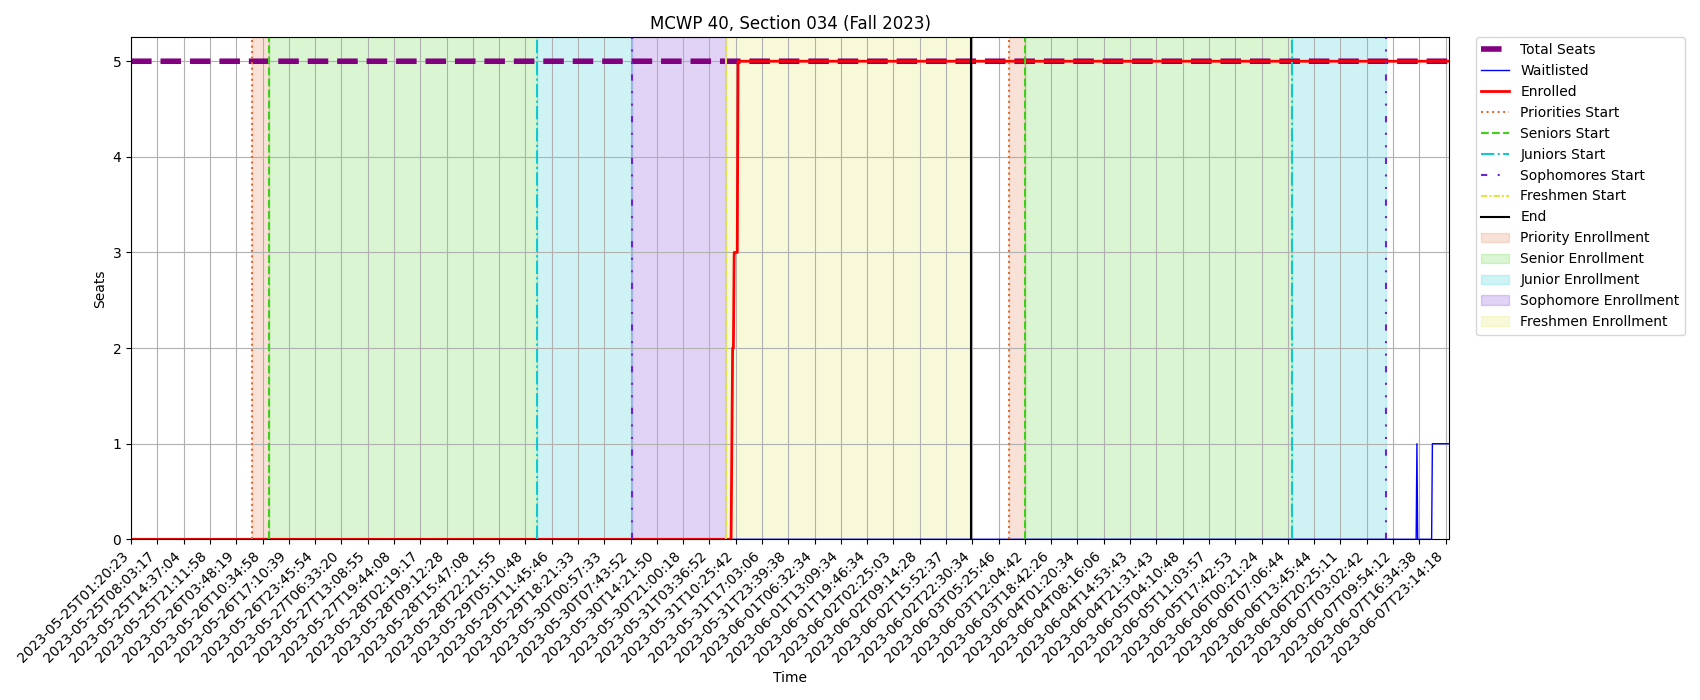 MCWP 40, Section 034 (Fall 2023)
Seats
5
4
3
2
1
0
2023-05-25T01:20:23
2023-05-25T08:03:17
2023-05-25T14:37:04
2023-05-25T21:11:58
2023-05-26T03:48:19
2023-05-26T10:34:58
2023-05-26T17:10:39
2023-05-26T23:45:54
2023-05-27T06:33:20
2023-05-27T13:08:55
2023-05-27T19:44:08
2023-05-28T02:19:17
2023-05-28T09:12:28
2023-05-28T15:47:08
2023-05-28T22:21:55
2023-05-29T05:10:48
2023-05-29T11:45:46
2023-05-29T18:21:33
2023-05-30T00:57:33
2023-05-30T07:43:52
2023-05-30T14:21:50
2023-05-30T21:00:18
2023-05-31T03:36:52
2023-05-31T10:25:42
2023-05-31T17:03:06
2023-05-31T23:39:38
2023-06-01T06:32:34
2023-06-01T13:09:34
2023-06-01T19:46:34
2023-06-02T02:25:03
2023-06-02T09:14:28
2023-06-02T15:52:37
2023-06-02T22:30:34
2023-06-03T05:25:46
2023-06-03T12:04:42
2023-06-03T18:42:26
2023-06-04T01:20:34
2023-06-04T08:16:06
2023-06-04T14:53:43
2023-06-04T21:31:43
2023-06-05T04:10:48
2023-06-05T11:03:57
2023-06-05T17:42:53
2023-06-06T00:21:24
2023-06-06T07:06:44
2023-06-06T13:45:44
2023-06-06T20:25:11
2023-06-07T03:02:42
2023-06-07T09:54:12
2023-06-07T16:34:38
2023-06-07T23:14:18
Time
Total Seats
Waitlisted
Enrolled
Priorities Start
Seniors Start
Juniors Start
Sophomores Start
Freshmen Start
End
Priority Enrollment
Senior Enrollment
Junior Enrollment
Sophomore Enrollment
Freshmen Enrollment